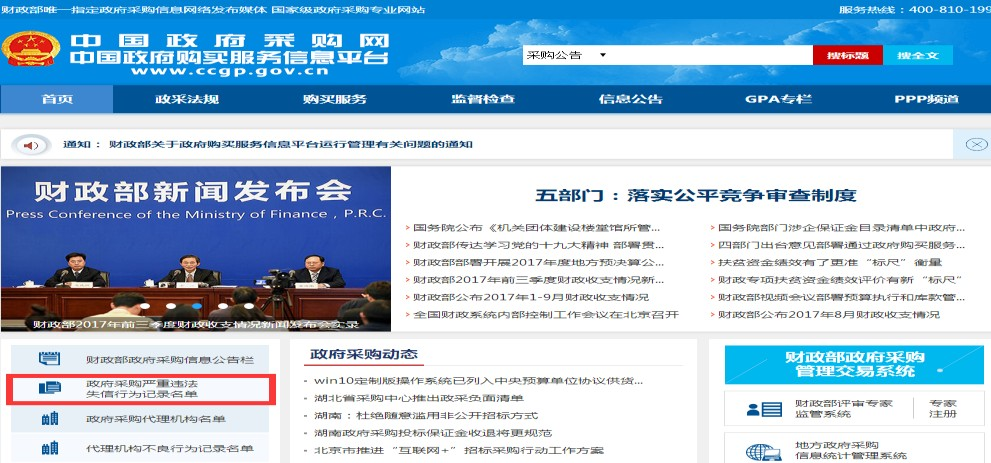 财政部唯一指定政府采购信息网络发布媒体 国家级政府采购专业网站
服务热线：400-810-199
中国政府采购网
中国政府购买服务信息平台
www.ccgp.gov.cn
采购公告
搜标题
搜全文
首页
政采法规
购买服务
监督检查
信息公告
GPA专栏
PPP频道
通知：财政部关于政府购买服务信息平台运行管理有关问题的通知
财政部新闻发布会
Press Conference of the Ministry of Finance , P.R.C.
财政部2017年前三季度财政收支情况新闻发布会实录
五部门：落实公平竞争审查制度
国务院公布《机关团体建设楼堂馆所管...
财政部传达学习党的十九大精神 部署贯...
财政部部署开展2017年度地方预决算公...
财政部2017年前三季度财政收支情况新...
财政部公布2017年1-9月财政收支情况
全国财政系统内部控制工作会议在北京召开
国务院部门涉企保证金目录清单中政府...
四部门出台意见部署通过政府购买服务...
扶贫资金绩效有了更准“标尺”衡量
财政专项扶贫资金绩效评价有新“标尺”
财政部视频会议部署预算执行和库款管...
财政部公布2017年8月财政收支情况
财政部政府采购信息公告栏
政府采购严重违法
失信行为记录名单
政府采购代理机构名单
代理机构不良行为记录名单
政府采购动态
win10定制版操作系统已列入中央预算单位协议供货...
湖北省采购中心推出政采负面清单
湖南：杜绝随意滥用非公开招标方式
湖南政府采购投标保证金收退将更规范
北京市推进“互联网+”招标采购行动工作方案
财政部政府采购
管理交易系统
财政部评审专家
监管系统
专家
注册
地方政府采购
信息统计管理系统